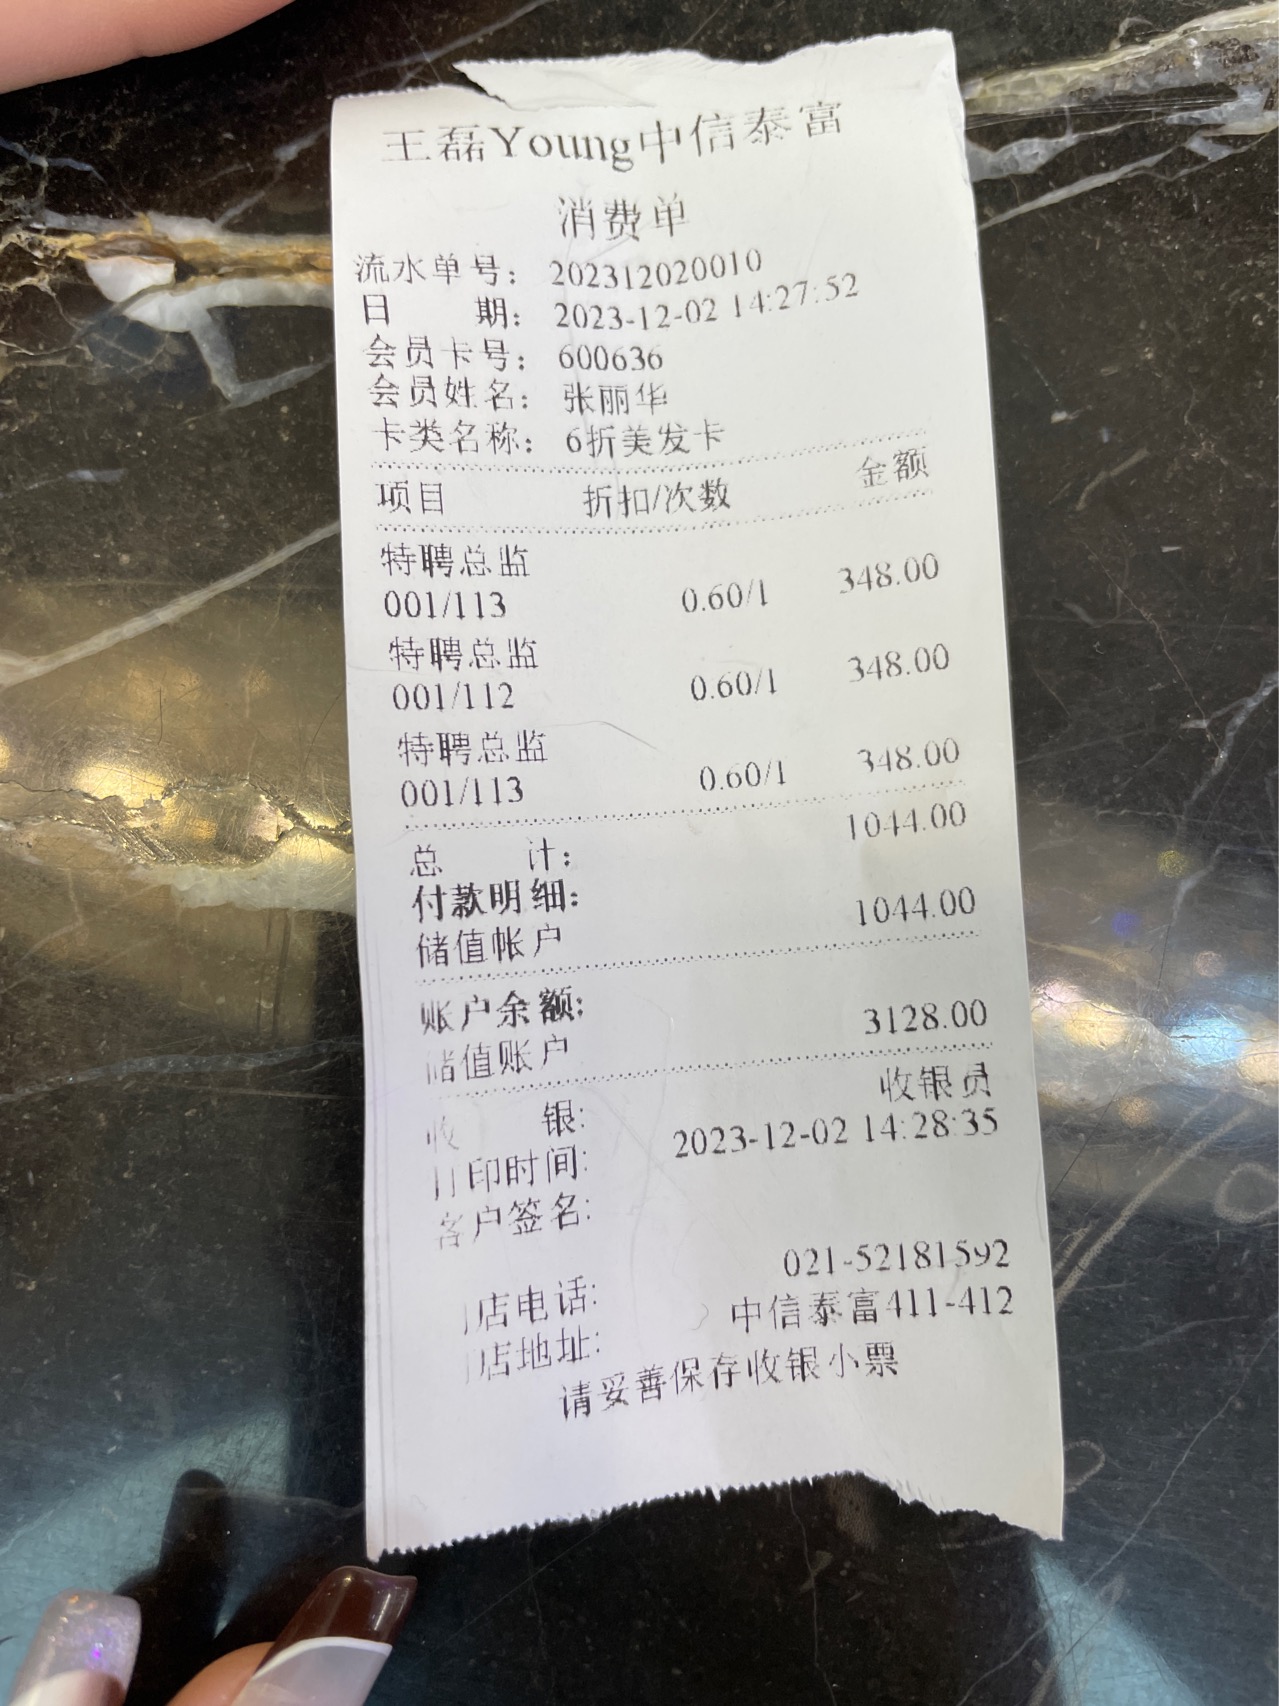 王磊Young中信泰富
消费单
流水单号： 202312020010
日 期： 2023-12-02 14:27:52
会员卡号： 600636
会员姓名： 张丽华
卡类名称： 6折美发卡
项目 折扣/次数 金额
特聘总监
001/113 0.60/1 348.00
特聘总监
001/112 0.60/1 348.00
特聘总监
001/113 0.60/1 348.00
总 计： 1044.00
付款明细：
储值帐户 1044.00
账户余额：
储值账户 3128.00
收 银： 收银员
打印时间： 2023-12-02 14:28:35
客户签名：
门店电话： 021-52181592
门店地址： 中信泰富411-412
请妥善保存收银小票